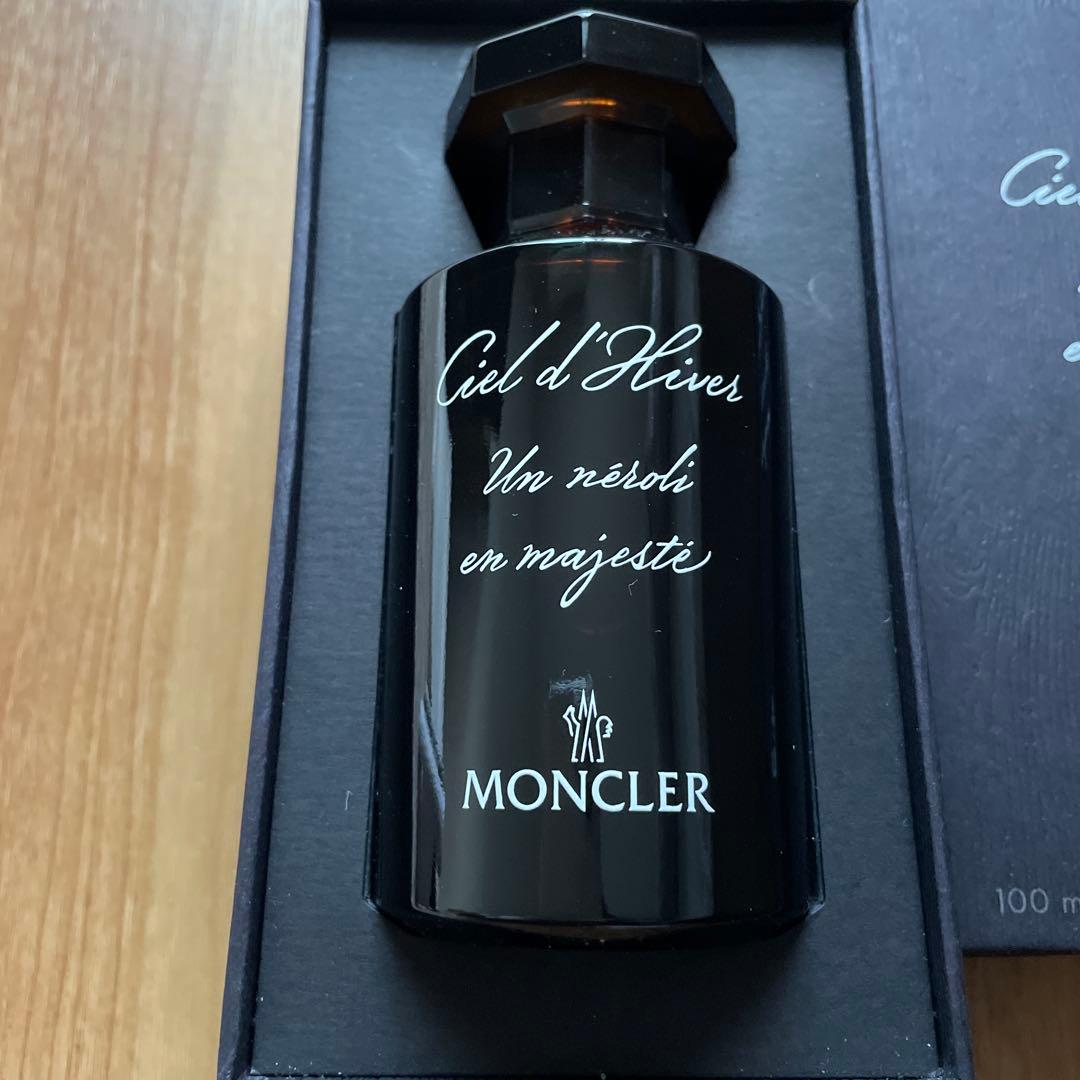 Ciel d'Hiver
Un néroli
en majesté
MONCLER
100 m